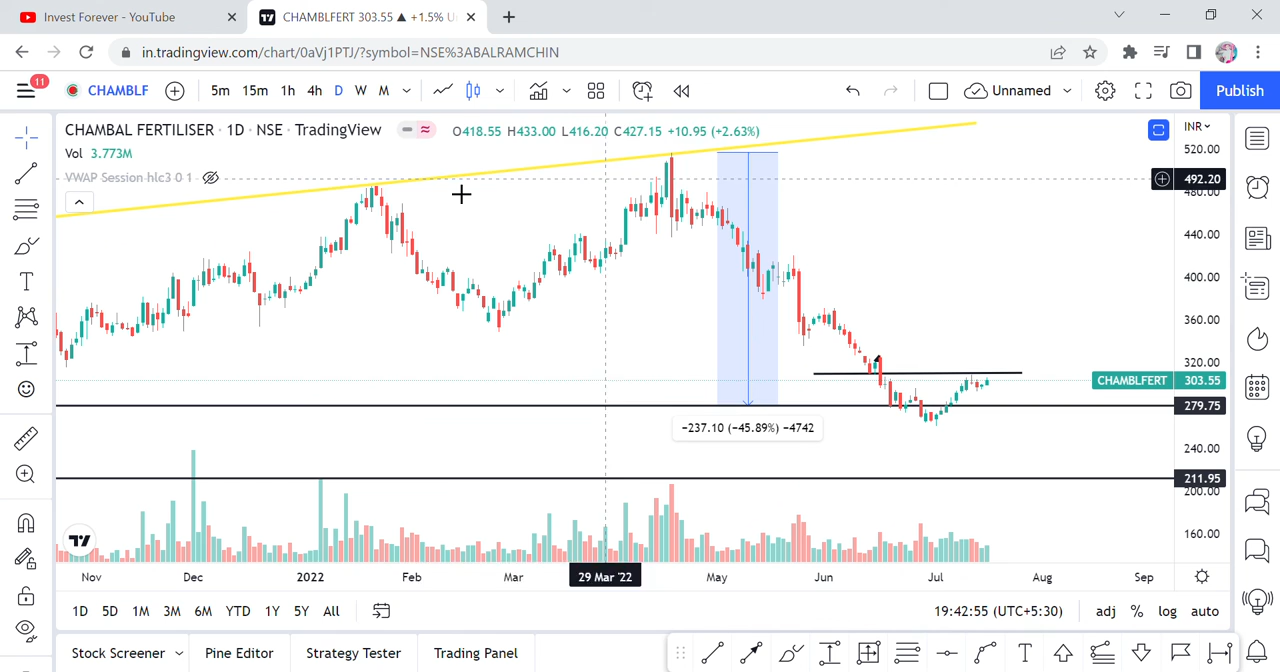 Invest Forever - YouTube
CHAMBLFERT 303.55 ▲ +1.5% U
in.tradingview.com/chart/0aVj1PTJ/?symbol=NSE%3ABALRAMCHIN
11
CHAMBLF
5m 15m 1h 4h D W M
Unnamed
Publish
CHAMBAL FERTILISER · 1D · NSE · TradingView
O418.55 H433.00 L416.20 C427.15 +10.95 (+2.63%)
INR
Vol 3.773M
VWAP Session hlc3 0 1
520.00
492.20
480.00
440.00
400.00
360.00
320.00
CHAMBLFERT 303.55
279.75
−237.10 (−45.89%) −4742
240.00
211.95
200.00
160.00
Nov Dec 2022 Feb Mar 29 Mar '22 May Jun Jul Aug Sep
1D 5D 1M 3M 6M YTD 1Y 5Y All
19:42:55 (UTC+5:30)
adj % log auto
Stock Screener Pine Editor Strategy Tester Trading Panel